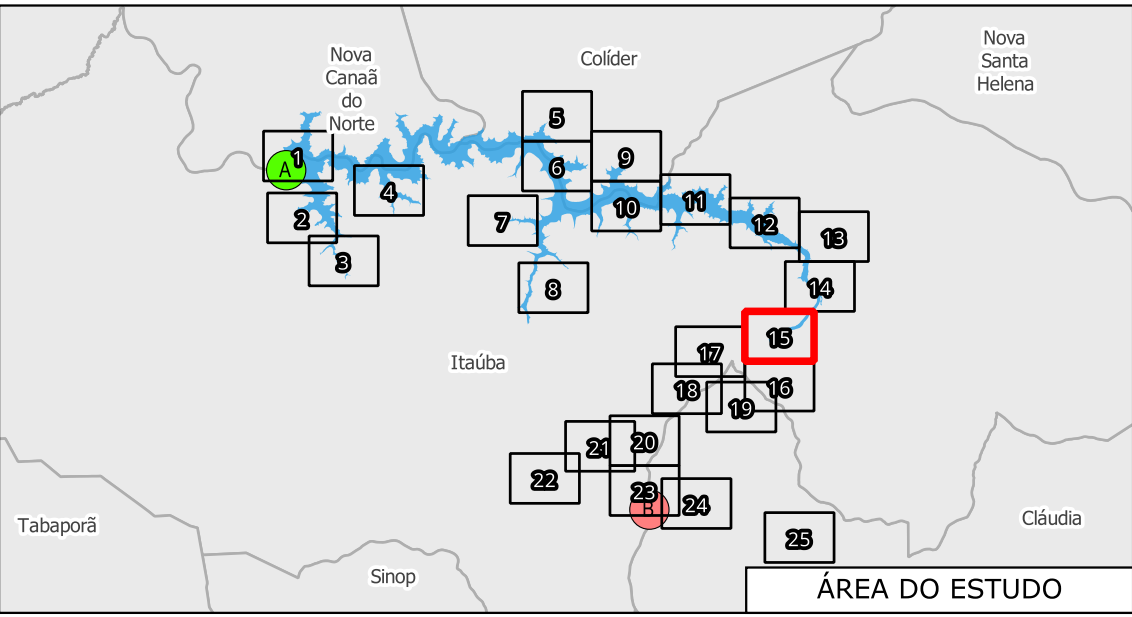 Nova
Canaã
do
Norte
Colíder
Nova
Santa
Helena
5
1
A
6
9
4
2
7
10
11
12
13
3
8
14
15
17
Itaúba
18
16
19
21
20
22
23
B
24
25
Tabaporã
Cláudia
Sinop
ÁREA DO ESTUDO